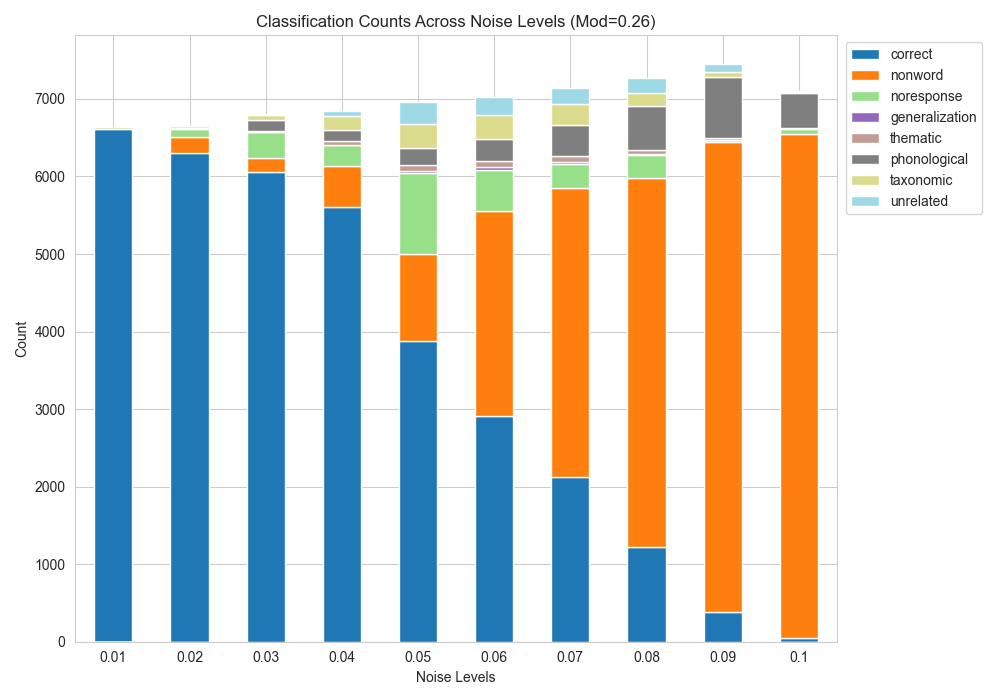 Classification Counts Across Noise Levels (Mod=0.26)
correct
nonword
noresponse
generalization
thematic
phonological
taxonomic
unrelated
7000
6000
5000
4000
3000
2000
1000
0
Count
0.01 0.02 0.03 0.04 0.05 0.06 0.07 0.08 0.09 0.1
Noise Levels